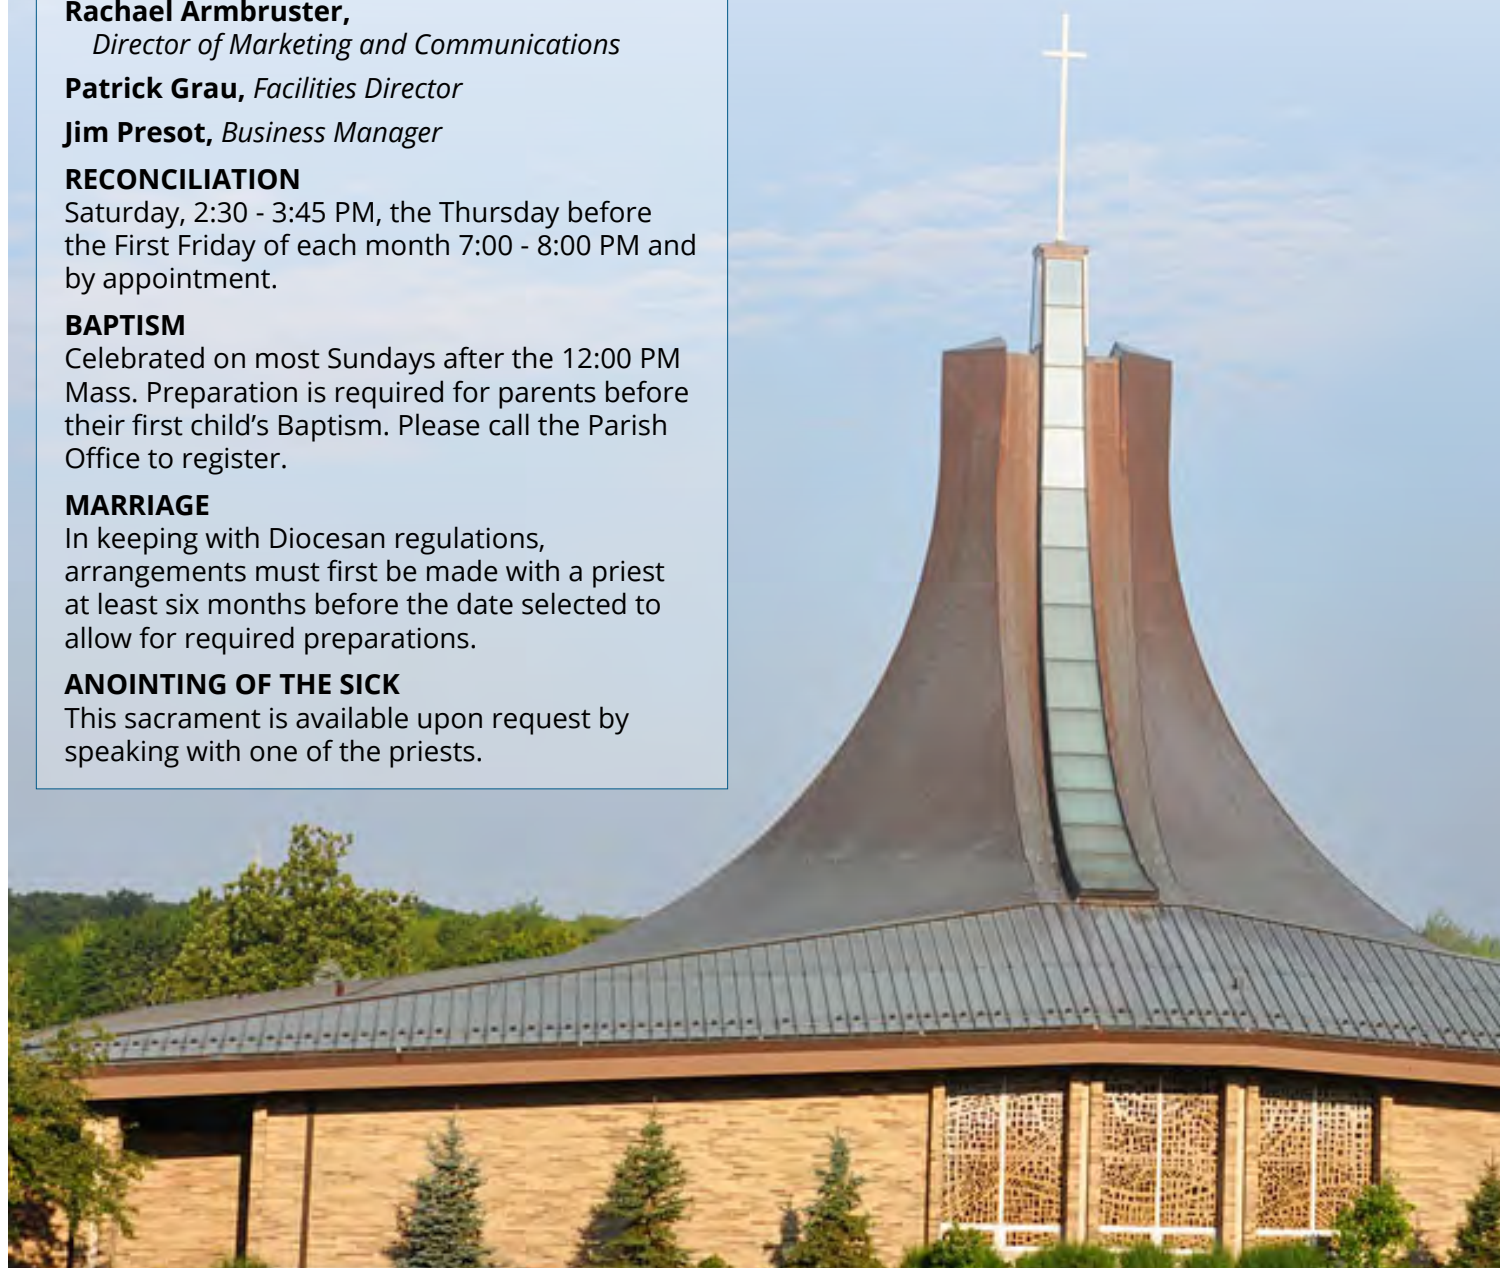 Rachael Armbruster,
Director of Marketing and Communications
Patrick Grau, Facilities Director
Jim Presot, Business Manager
RECONCILIATION
Saturday, 2:30 - 3:45 PM, the Thursday before
the First Friday of each month 7:00 - 8:00 PM and
by appointment.
BAPTISM
Celebrated on most Sundays after the 12:00 PM
Mass. Preparation is required for parents before
their first child’s Baptism. Please call the Parish
Office to register.
MARRIAGE
In keeping with Diocesan regulations,
arrangements must first be made with a priest
at least six months before the date selected to
allow for required preparations.
ANOINTING OF THE SICK
This sacrament is available upon request by
speaking with one of the priests.